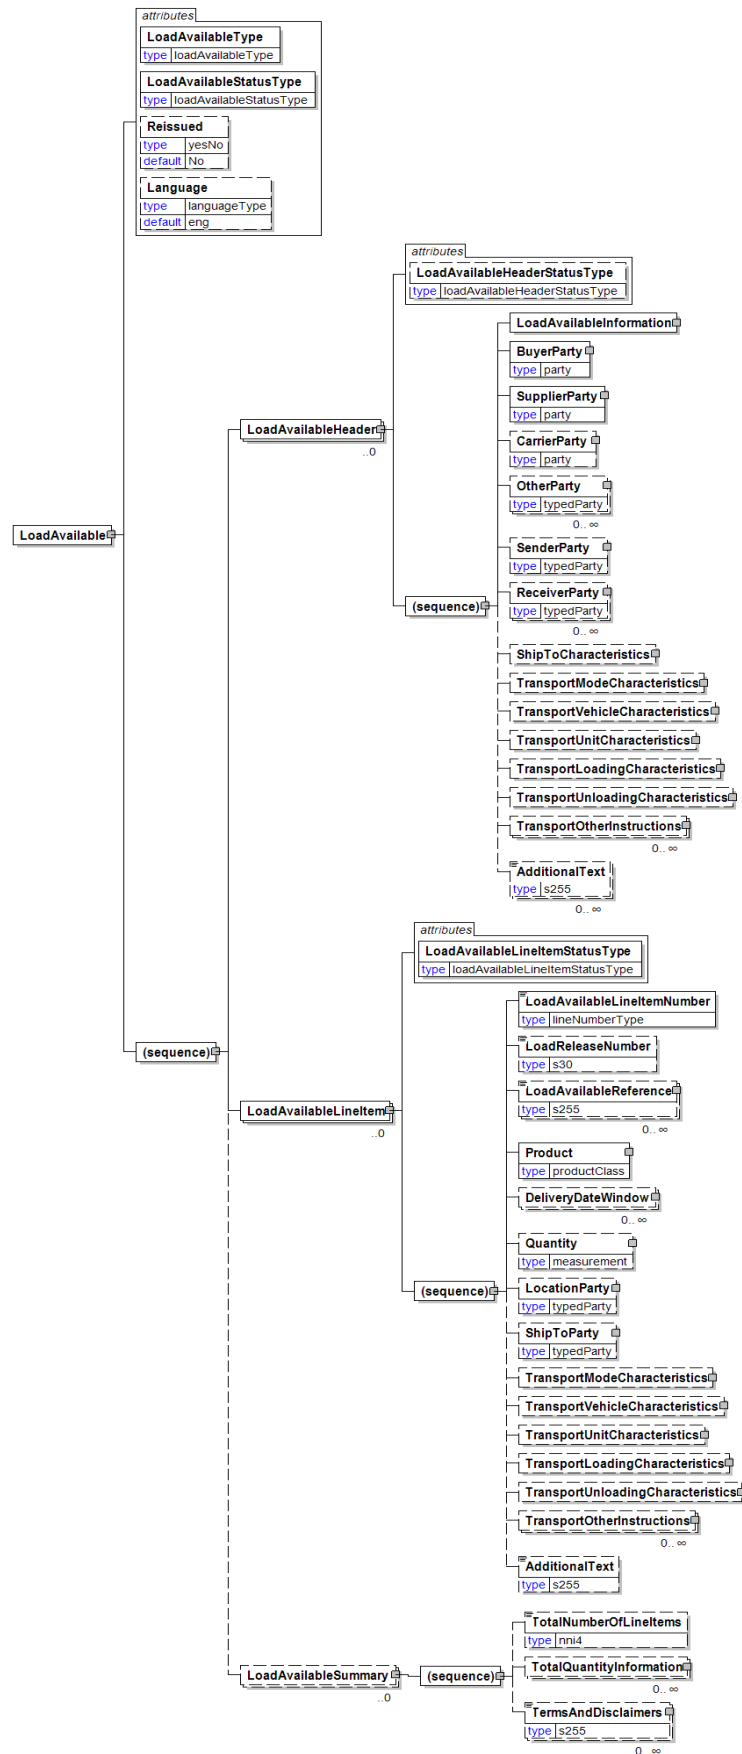 attributes
LoadAvailableType
type loadAvailableType
LoadAvailableStatusType
type loadAvailableStatusType
Reissued
type yesNo
default No
Language
type languageType
default eng
attributes
LoadAvailableHeaderStatusType
type loadAvailableHeaderStatusType
LoadAvailableInformation
BuyerParty
type party
SupplierParty
type party
LoadAvailableHeader
..0
CarrierParty
type party
OtherParty
type typedParty
0.. ∞
LoadAvailable
SenderParty
type typedParty
ReceiverParty
(sequence)
type typedParty
0.. ∞
ShipToCharacteristics
TransportModeCharacteristics
TransportVehicleCharacteristics
TransportUnitCharacteristics
TransportLoadingCharacteristics
TransportUnloadingCharacteristics
TransportOtherInstructions
0.. ∞
AdditionalText
type s255
0.. ∞
attributes
LoadAvailableLineItemStatusType
type loadAvailableLineItemStatusType
LoadAvailableLineItemNumber
type lineNumberType
(sequence)
LoadReleaseNumber
type s30
LoadAvailableReference
type s255
0.. ∞
LoadAvailableLineItem
..0
Product
type productClass
DeliveryDateWindow
0.. ∞
Quantity
type measurement
(sequence)
LocationParty
type typedParty
ShipToParty
type typedParty
TransportModeCharacteristics
TransportVehicleCharacteristics
TransportUnitCharacteristics
TransportLoadingCharacteristics
TransportUnloadingCharacteristics
TransportOtherInstructions
0.. ∞
AdditionalText
type s255
TotalNumberOfLineItems
type nni4
LoadAvailableSummary
..0
(sequence)
TotalQuantityInformation
0.. ∞
TermsAndDisclaimers
type s255
0.. ∞